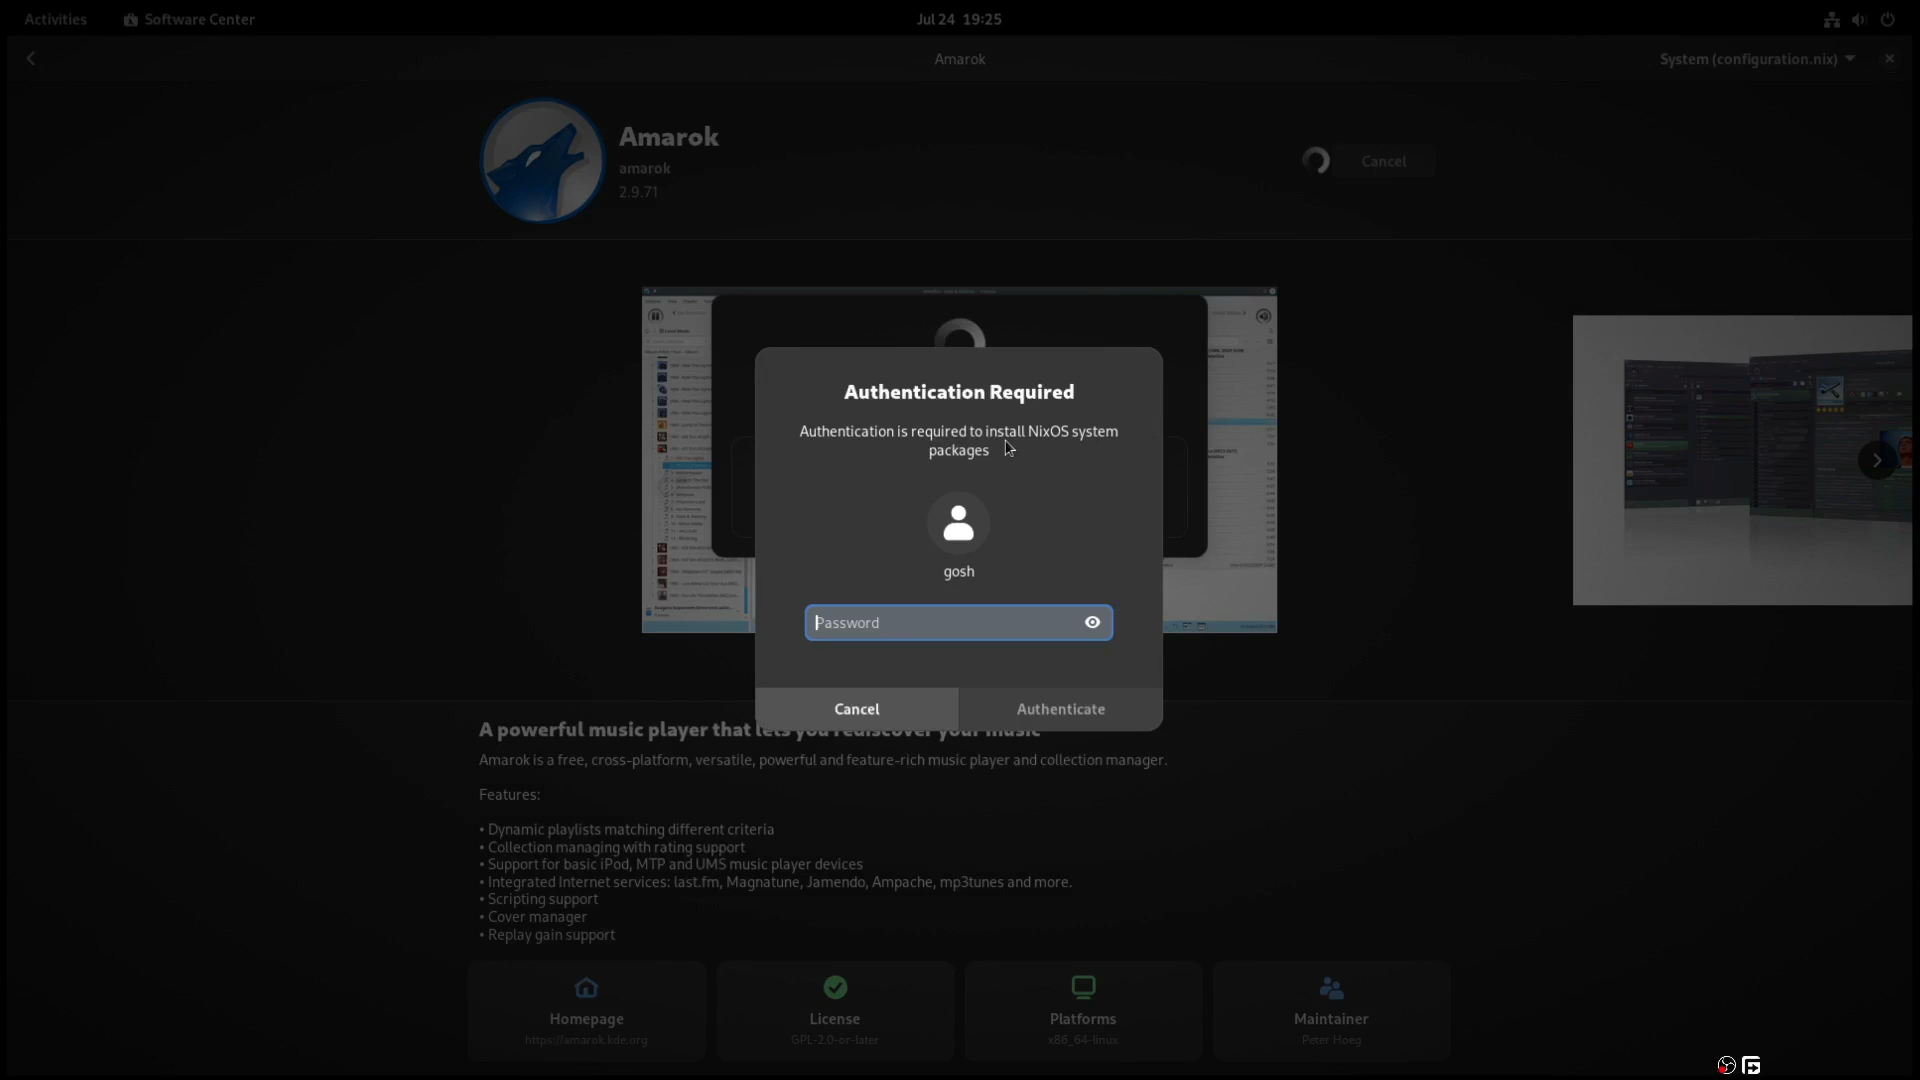 Activities
Software Center
Jul 24 19:25
Amarok
System (configuration.nix)
Amarok
amarok
2.9.71
Cancel
Authentication Required
Authentication is required to install NixOS system
packages
gosh
Password
Cancel
Authenticate
A powerful music player that lets you rediscover your music
Amarok is a free, cross-platform, versatile, powerful and feature-rich music player and collection manager.
Features:
• Dynamic playlists matching different criteria
• Collection managing with rating support
• Support for basic iPod, MTP and UMS music player devices
• Integrated Internet services: last.fm, Magnatune, Jamendo, Ampache, mp3tunes and more.
• Scripting support
• Cover manager
• Replay gain support
Homepage
https://amarok.kde.org
License
GPL-2.0-or-later
Platforms
x86_64-linux
Maintainer
Peter Hoeg